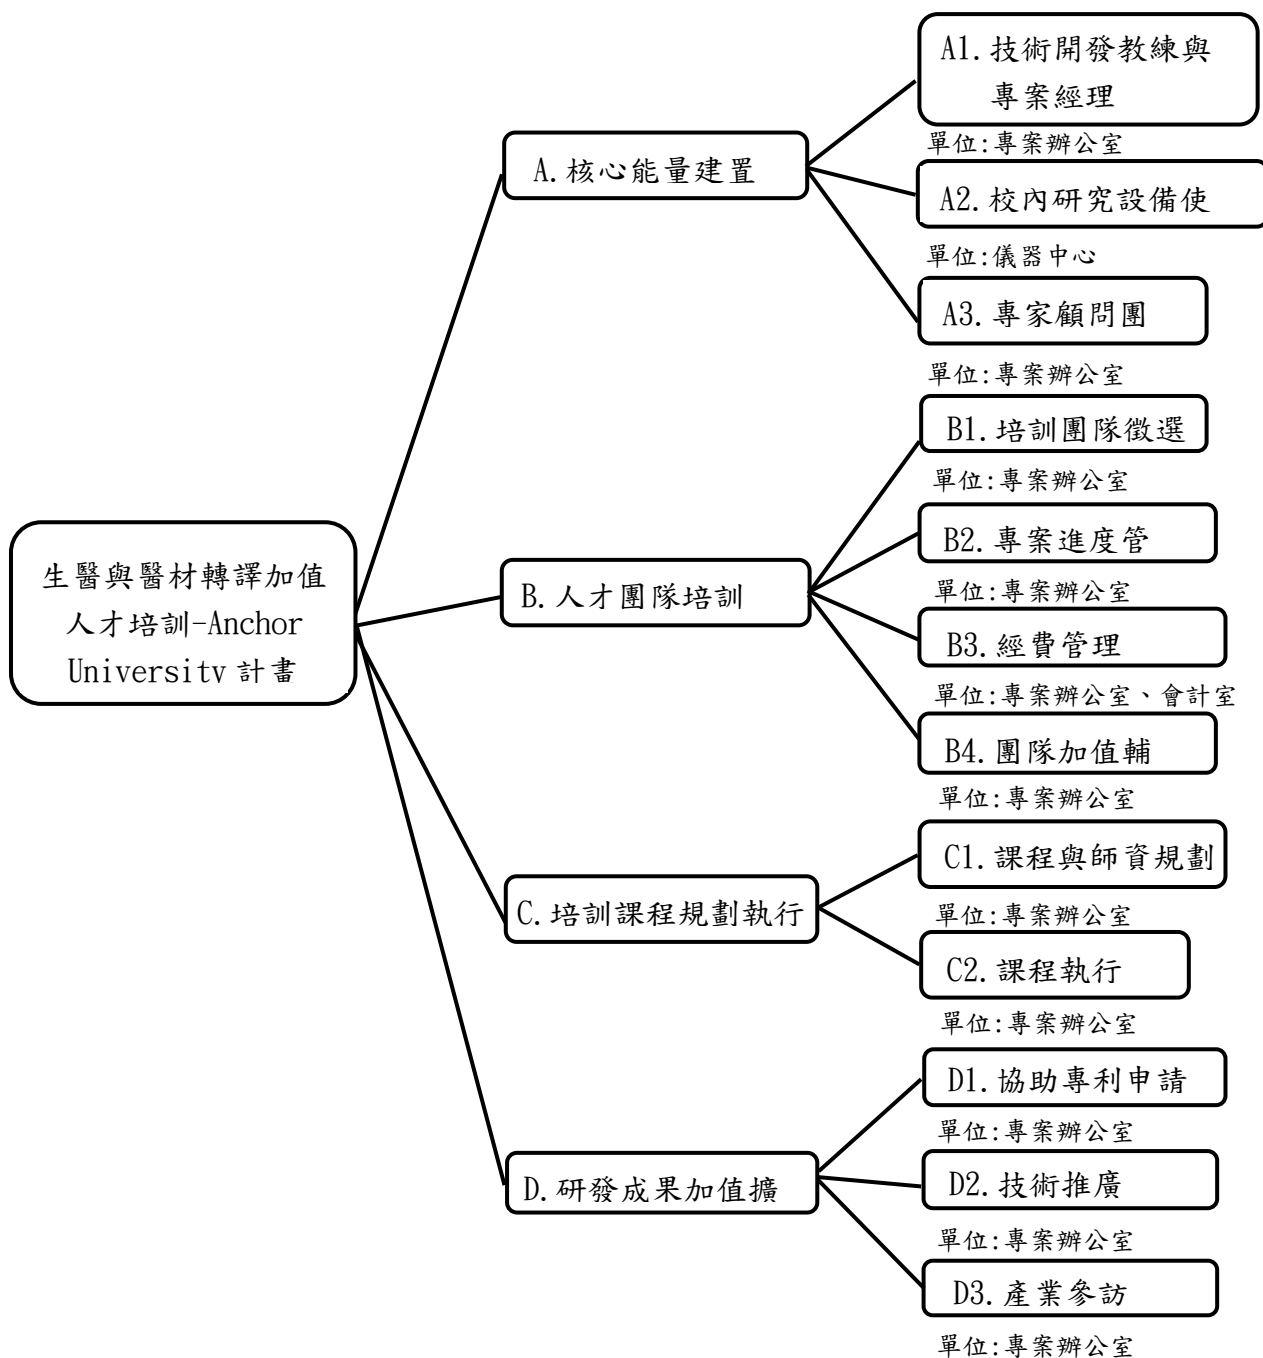 生醫與醫材轉譯加值
人才培訓-Anchor
University 計畫
A.核心能量建置
A1.技術開發教練與
專案經理
單位:專案辦公室
A2.校內研究設備使
單位:儀器中心
A3.專家顧問團
單位:專案辦公室
B.人才團隊培訓
B1.培訓團隊徵選
單位:專案辦公室
B2.專案進度管
單位:專案辦公室
B3.經費管理
單位:專案辦公室、會計室
B4.團隊加值輔
單位:專案辦公室
C.培訓課程規劃執行
C1.課程與師資規劃
單位:專案辦公室
C2.課程執行
單位:專案辦公室
D.研發成果加值擴
D1.協助專利申請
單位:專案辦公室
D2.技術推廣
單位:專案辦公室
D3.產業參訪
單位:專案辦公室